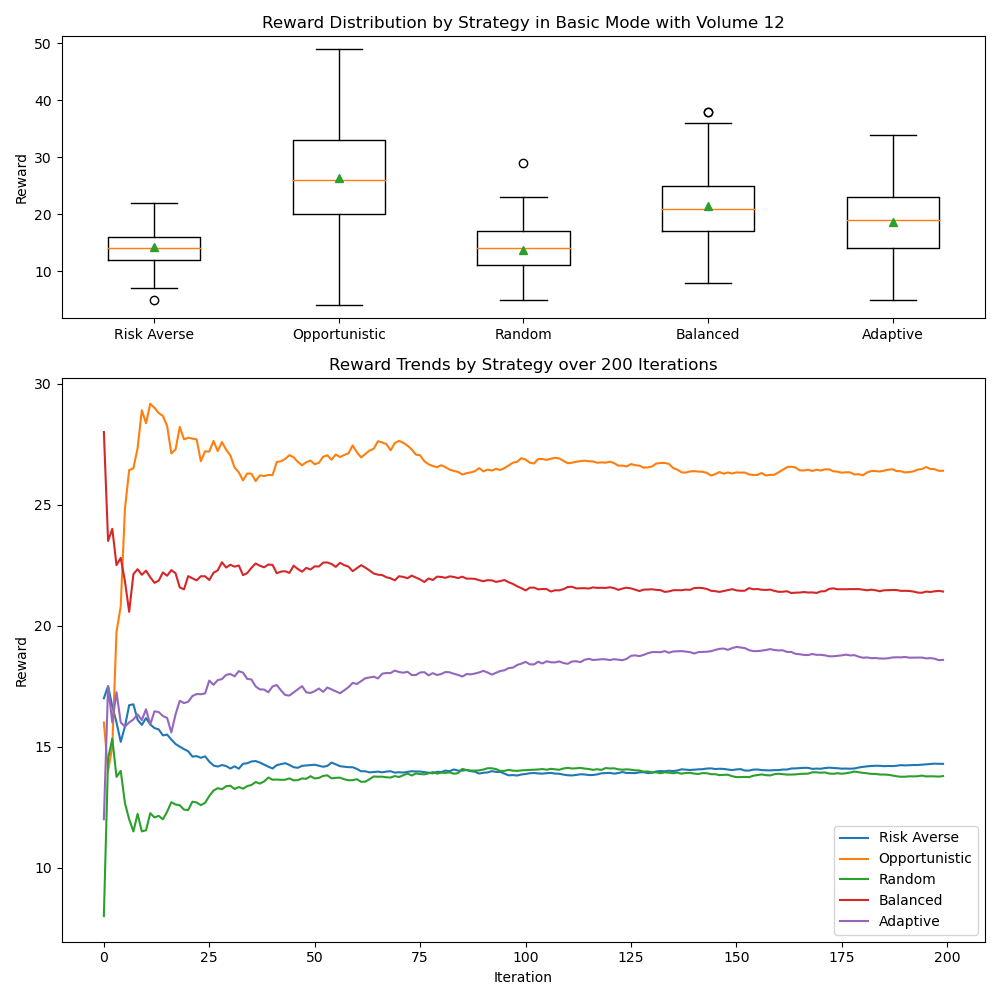 Reward Distribution by Strategy in Basic Mode with Volume 12
50
40
30
20
10
Reward
Risk Averse Opportunistic Random Balanced Adaptive
Reward Trends by Strategy over 200 Iterations
30
25
20
15
10
Reward
Risk Averse
Opportunistic
Random
Balanced
Adaptive
0 25 50 75 100 125 150 175 200
Iteration